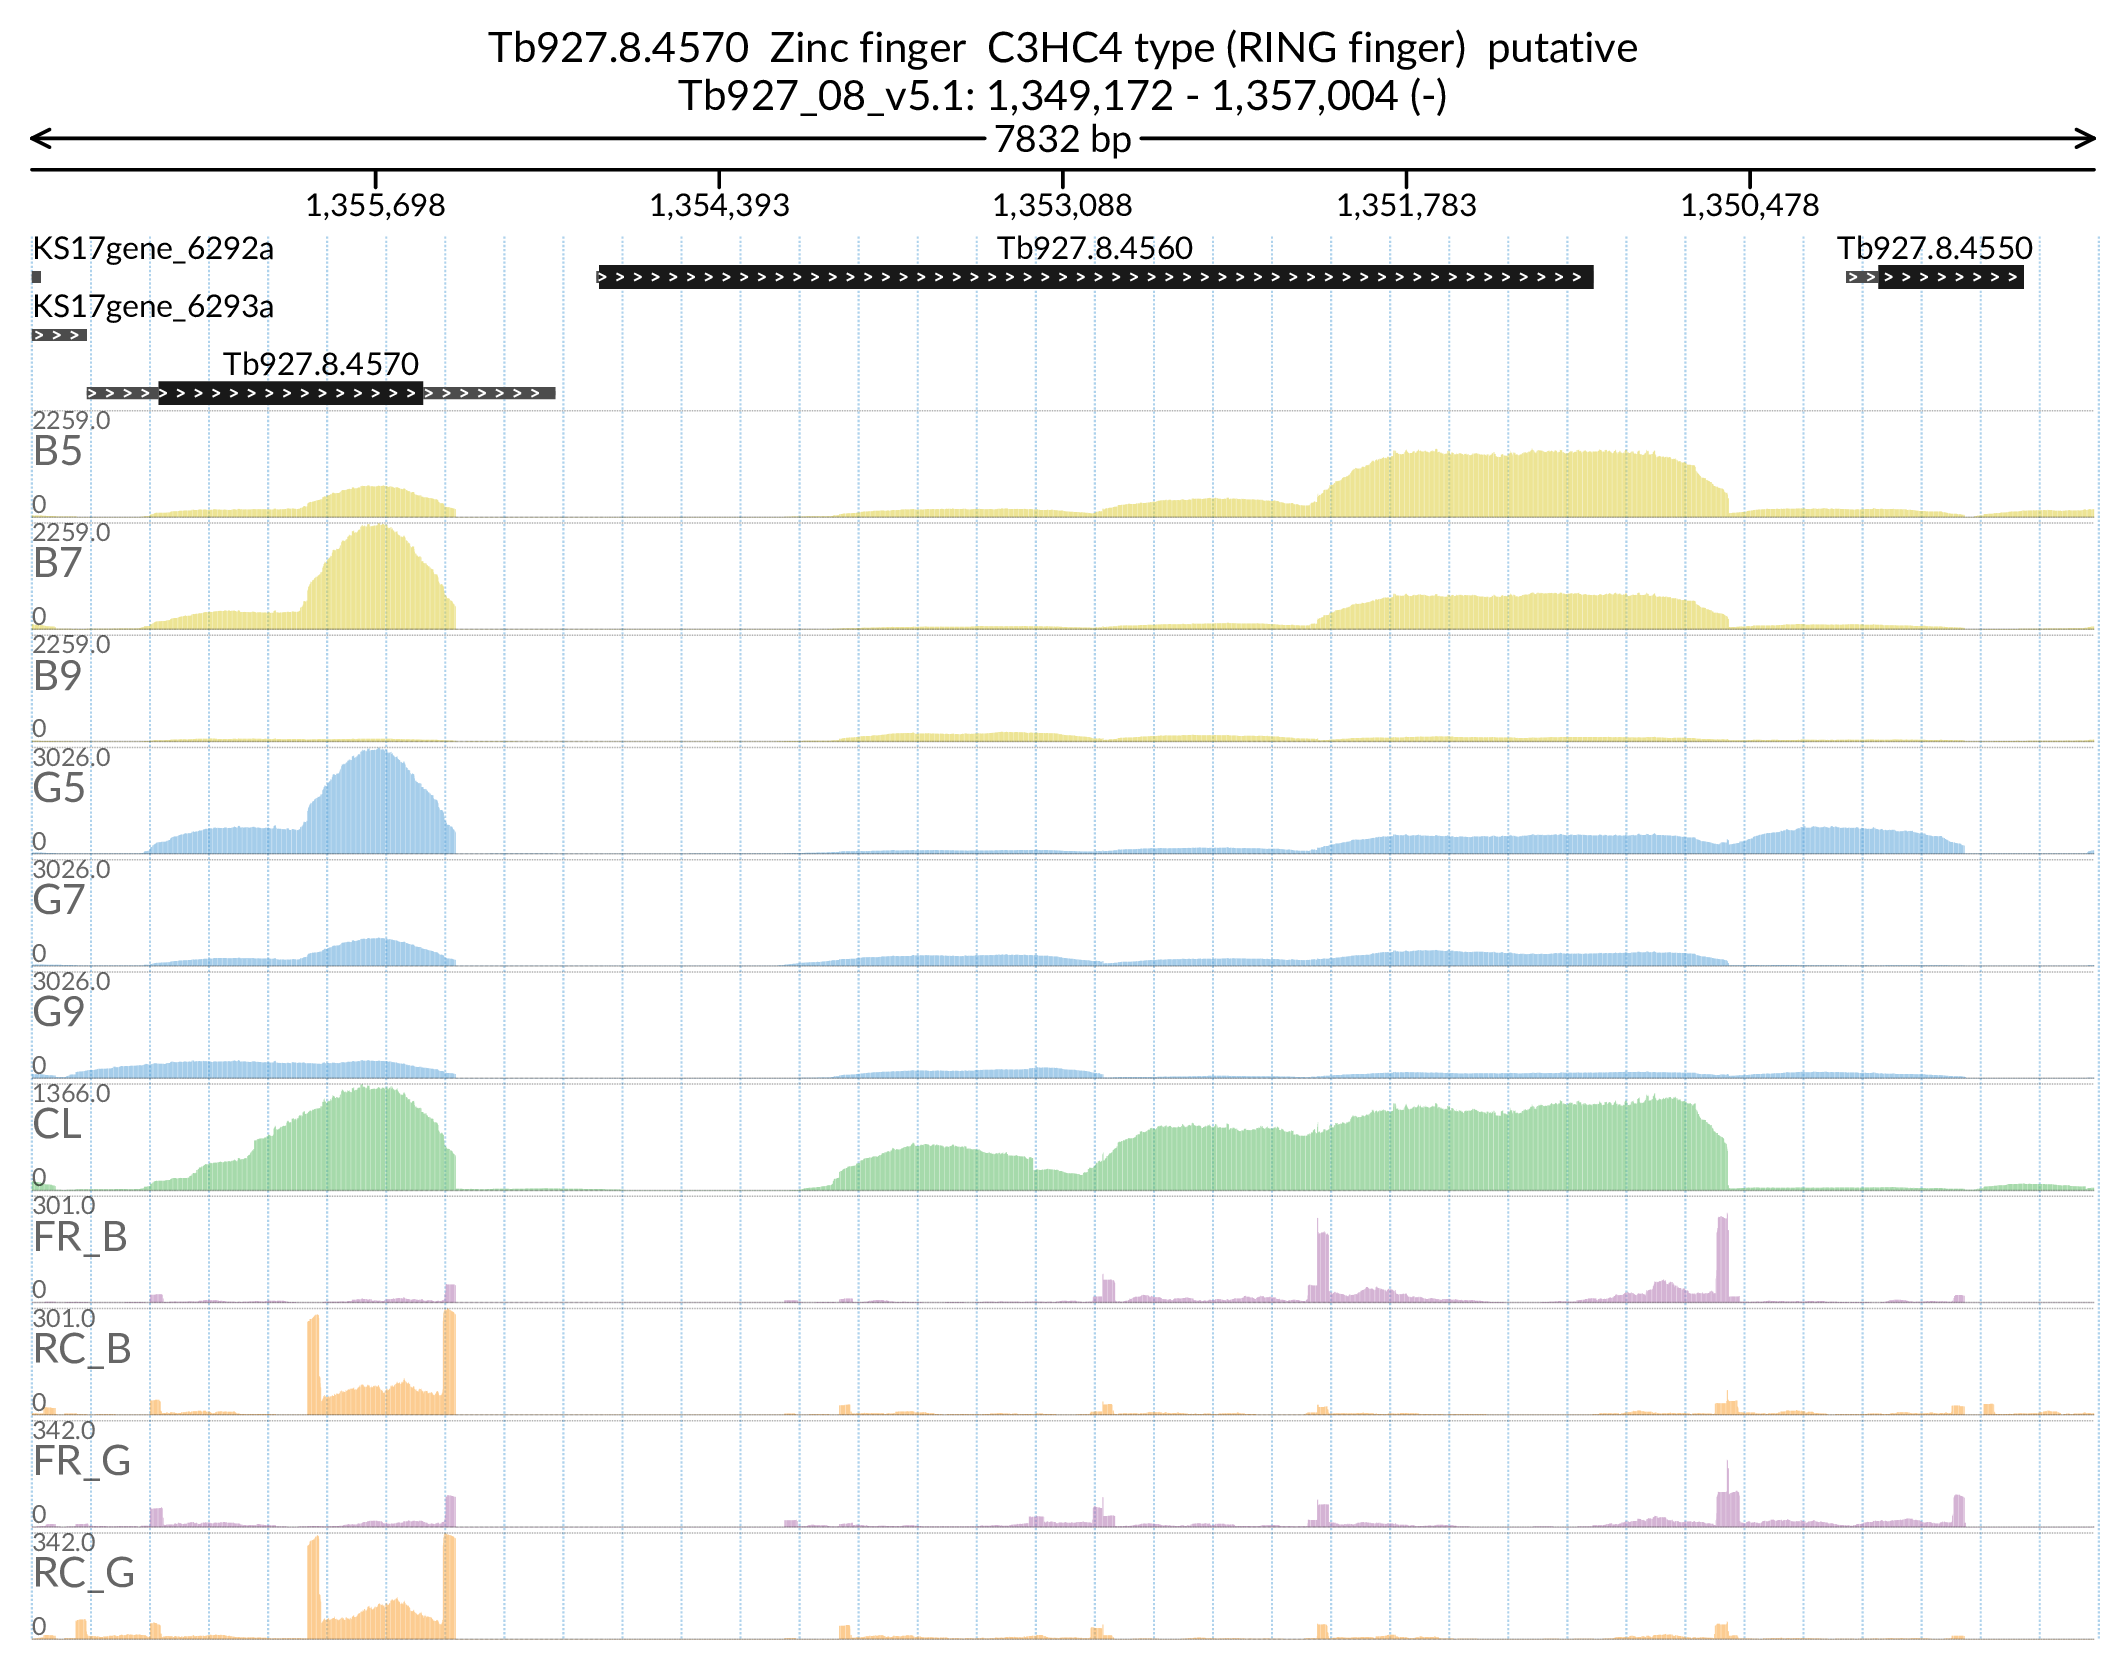 Tb927.8.4570  Zinc finger  C3HC4 type (RING finger)  putative
Tb927_08_v5.1: 1,349,172 - 1,357,004 (-)
7832 bp
1,355,698 1,354,393 1,353,088 1,351,783 1,350,478
KS17gene_6292a Tb927.8.4560 Tb927.8.4550
KS17gene_6293a
Tb927.8.4570
2259.0
B5
0
2259.0
B7
0
2259.0
B9
0
3026.0
G5
0
3026.0
G7
0
3026.0
G9
0
1366.0
CL
0
301.0
FR_B
0
301.0
RC_B
0
342.0
FR_G
0
342.0
RC_G
0